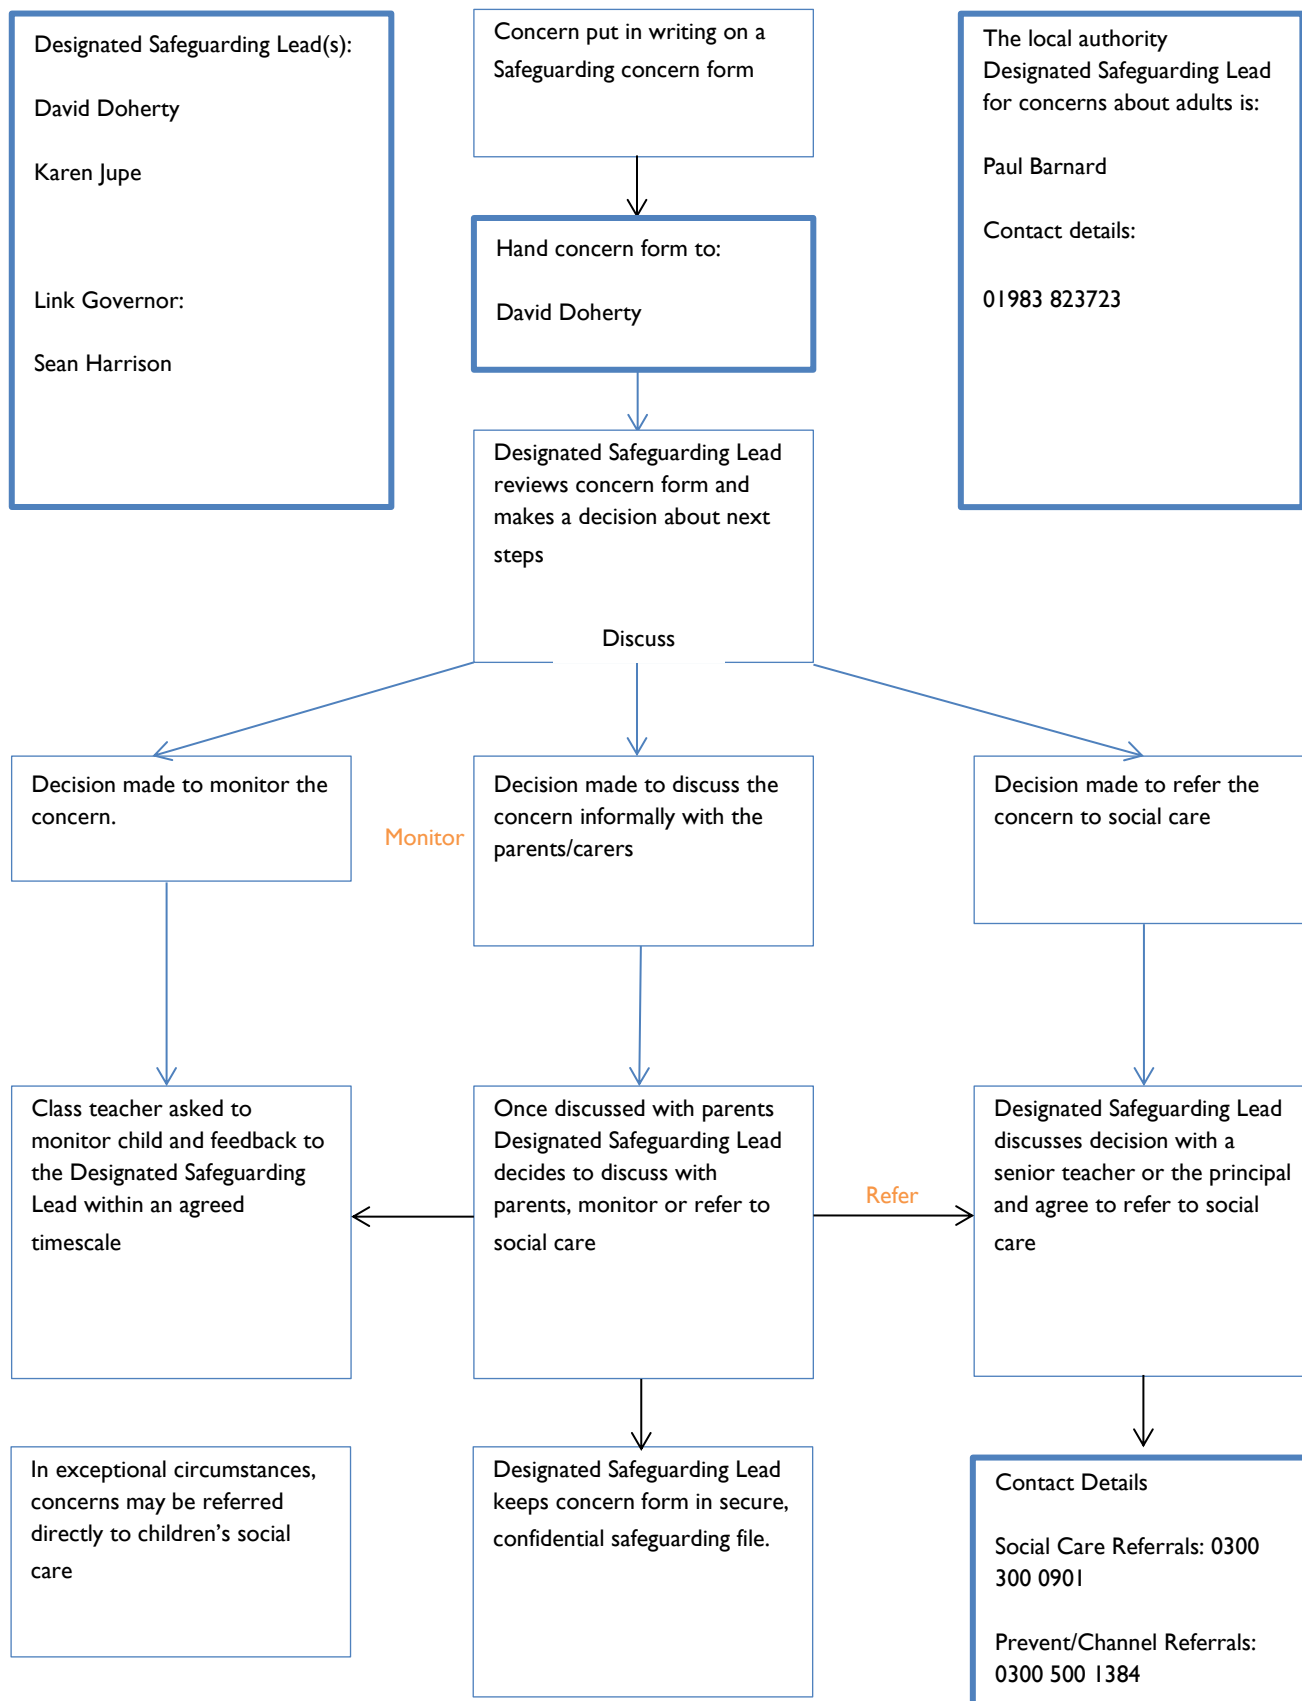 Designated Safeguarding Lead(s):
David Doherty
Karen Jupe
Link Governor:
Sean Harrison
Concern put in writing on a
Safeguarding concern form
The local authority
Designated Safeguarding Lead
for concerns about adults is:
Paul Barnard
Contact details:
01983 823723
Hand concern form to:
David Doherty
Designated Safeguarding Lead
reviews concern form and
makes a decision about next
steps
Discuss
Decision made to monitor the
concern.
Monitor
Decision made to discuss the
concern informally with the
parents/carers
Decision made to refer the
concern to social care
Class teacher asked to
monitor child and feedback to
the Designated Safeguarding
Lead within an agreed
timescale
Once discussed with parents
Designated Safeguarding Lead
decides to discuss with
parents, monitor or refer to
social care
Refer
Designated Safeguarding Lead
discusses decision with a
senior teacher or the principal
and agree to refer to social
care
In exceptional circumstances,
concerns may be referred
directly to children’s social
care
Designated Safeguarding Lead
keeps concern form in secure,
confidential safeguarding file.
Contact Details
Social Care Referrals: 0300
300 0901
Prevent/Channel Referrals:
0300 500 1384